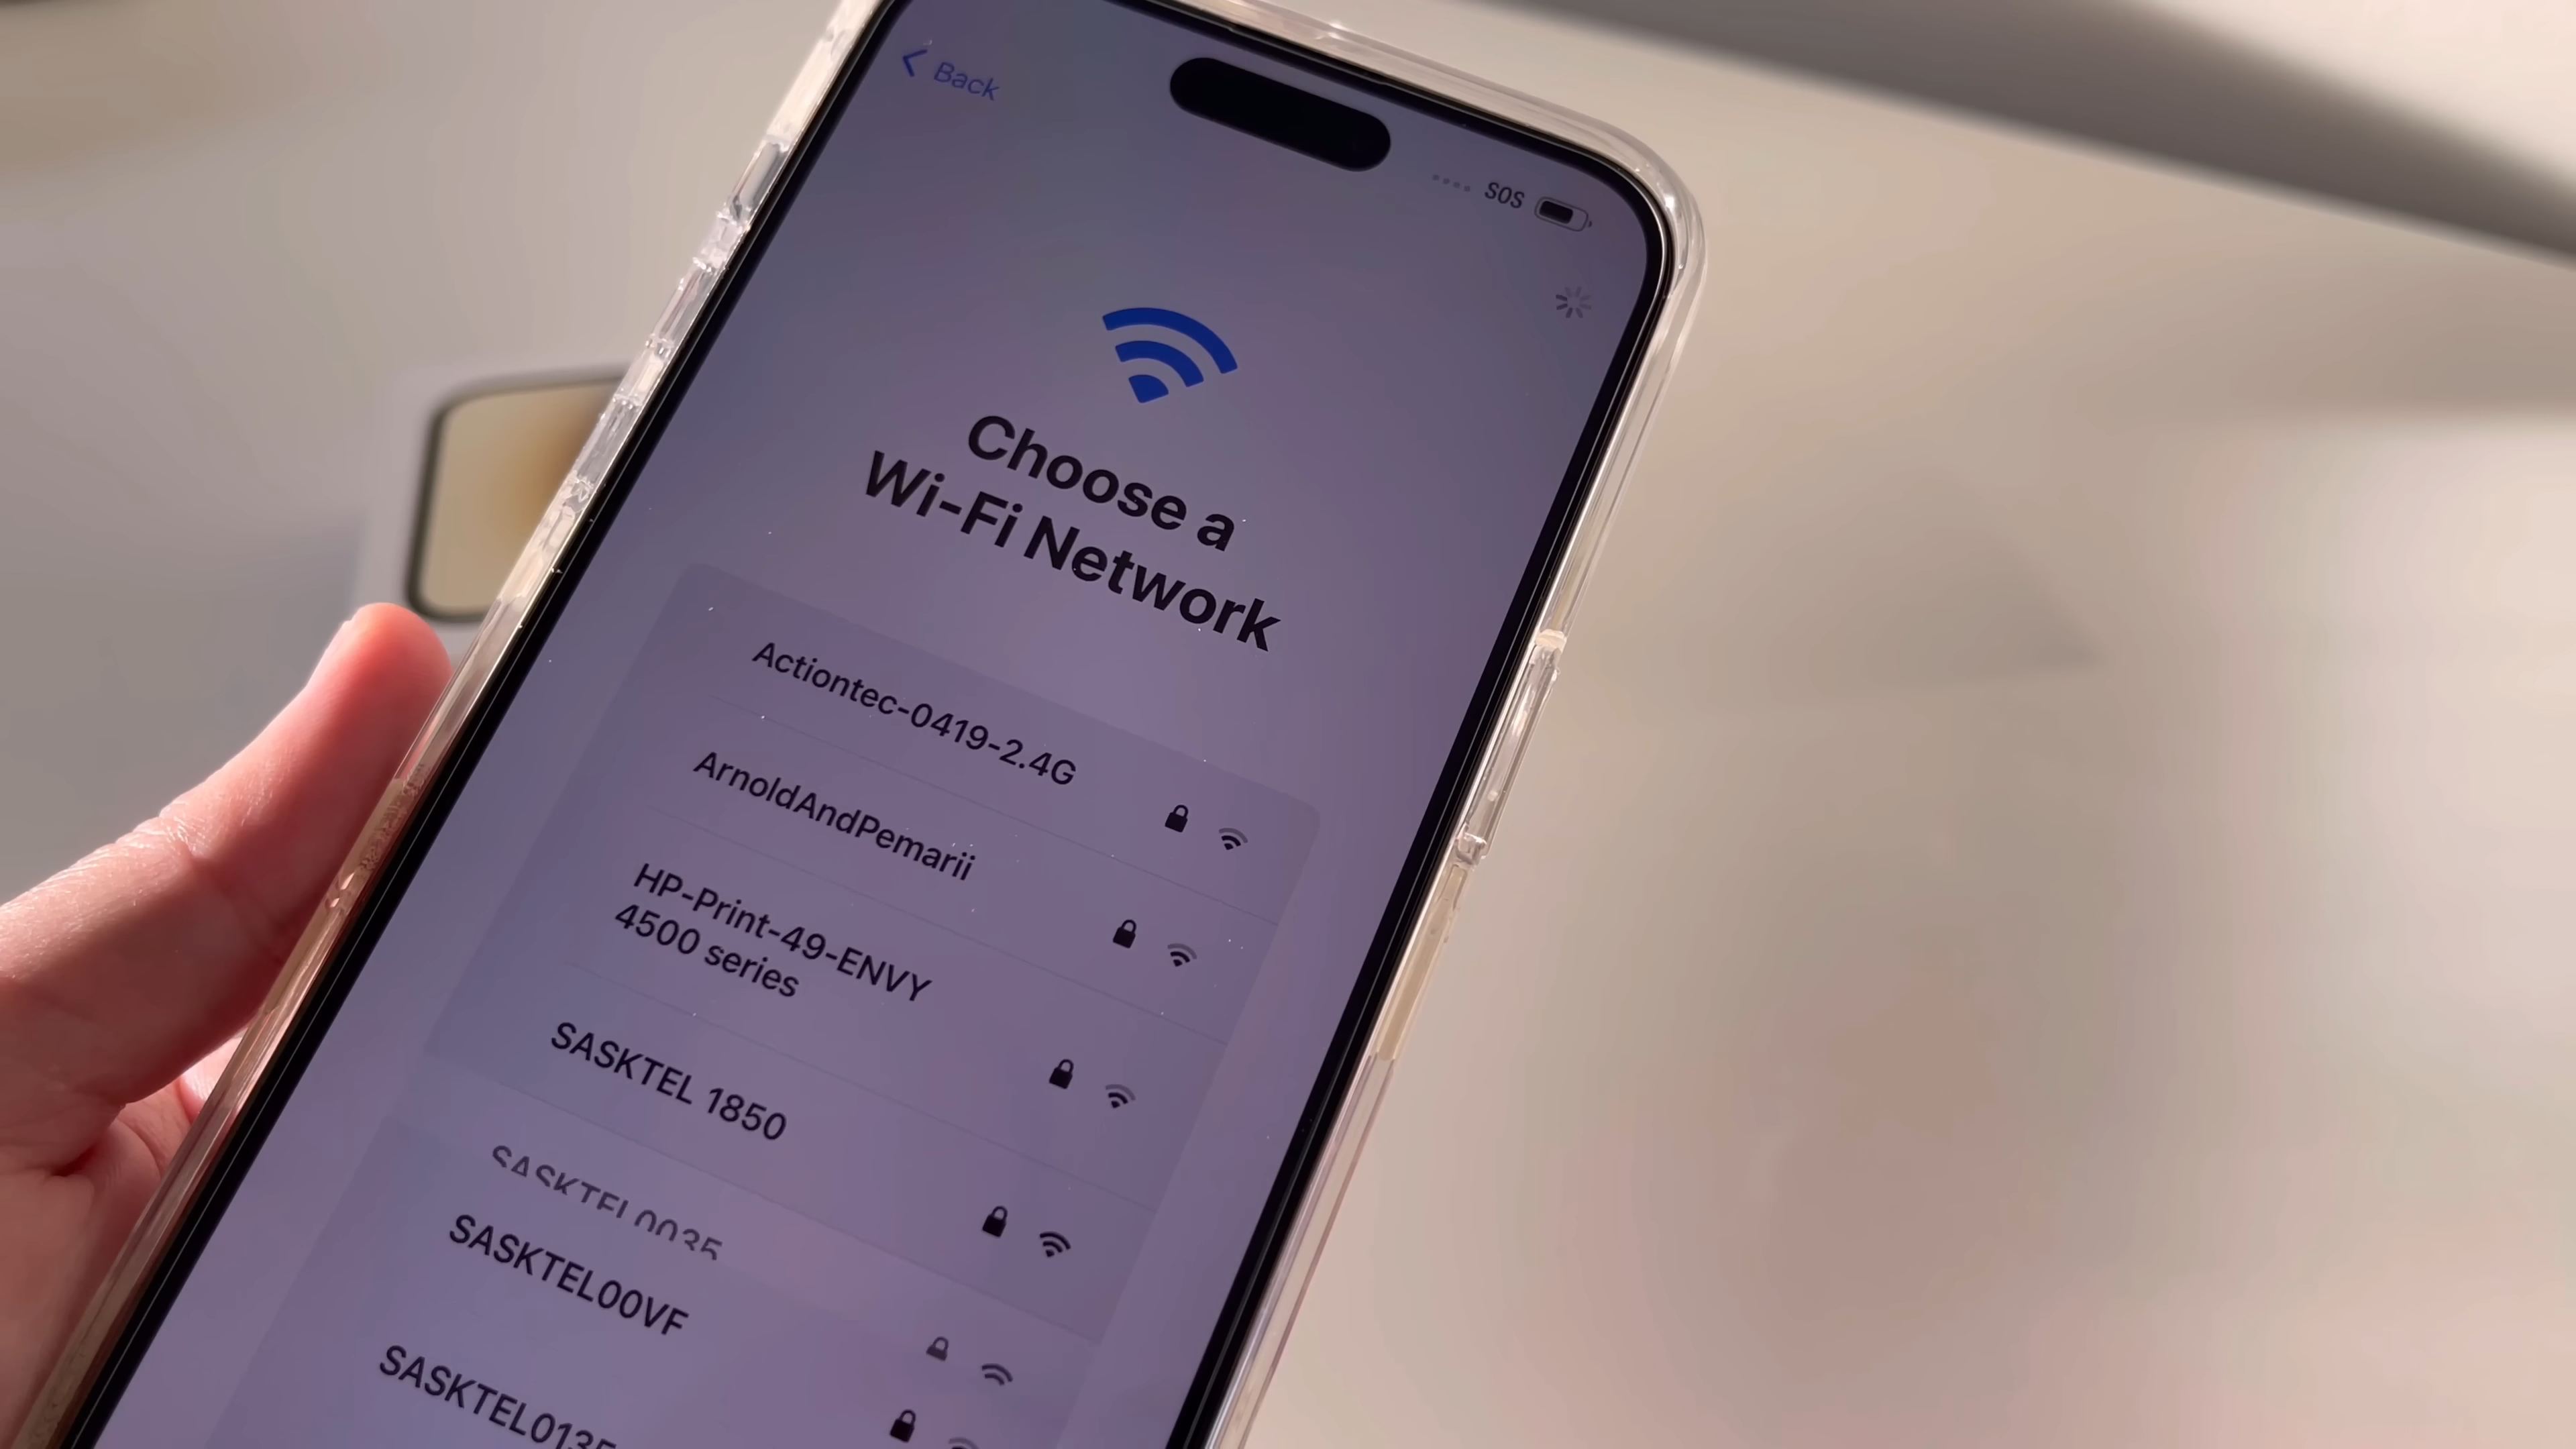 Back
SOS
Choose a
Wi-Fi Network
Actiontec-0419-2.4G
ArnoldAndPemarii
HP-Print-49-ENVY
4500 series
SASKTEL 1850
SASKTEL0035
SASKTEL00VF